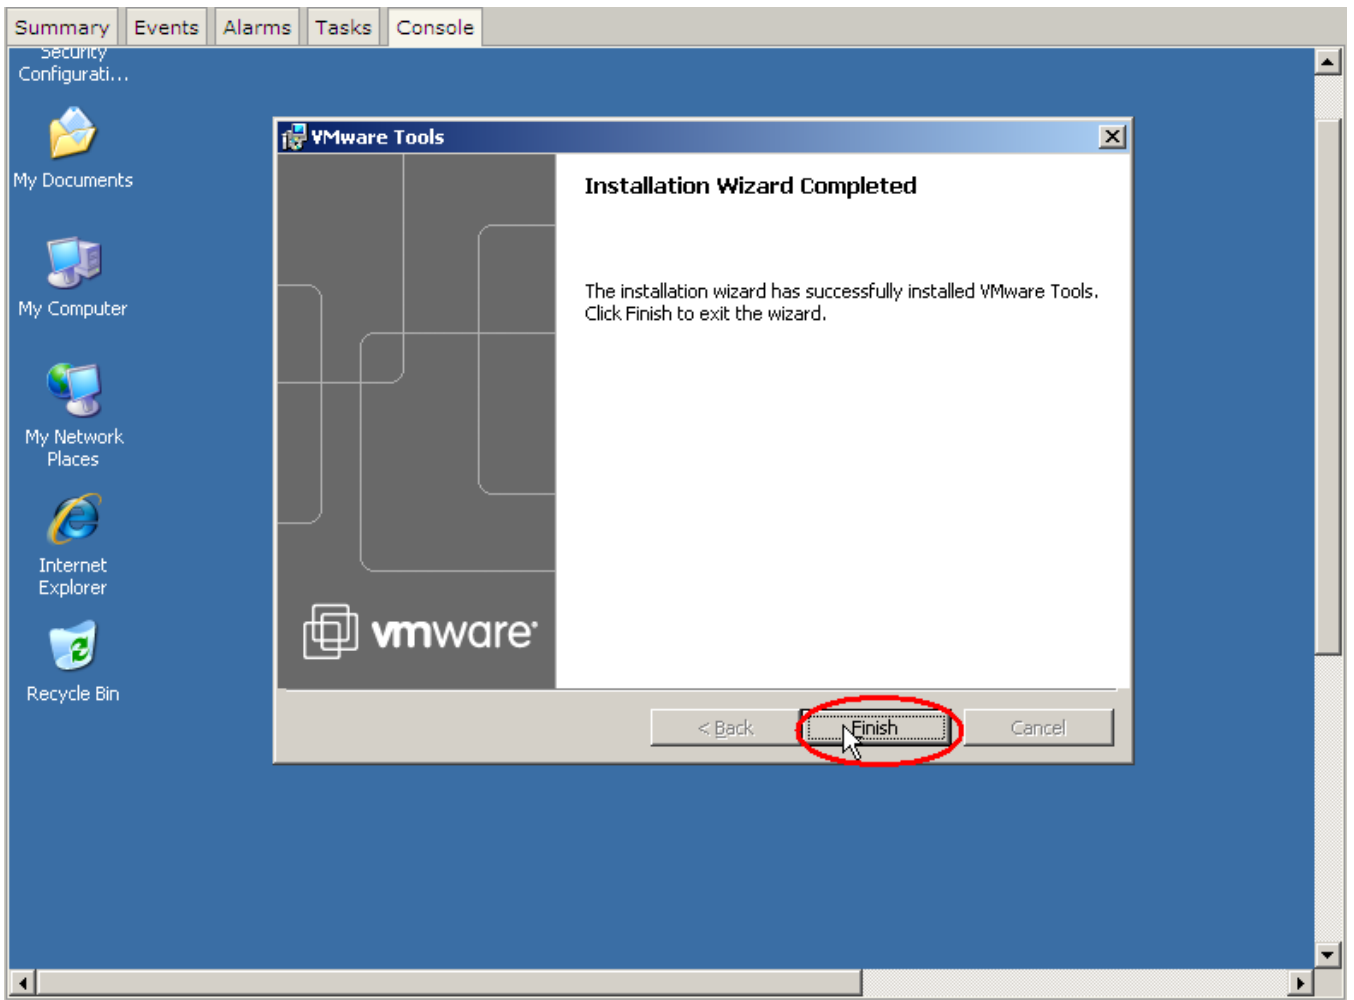 Summary Events Alarms Tasks Console
Security
Configurati...
My Documents
My Computer
My Network
Places
Internet
Explorer
Recycle Bin
VMware Tools
Installation Wizard Completed
The installation wizard has successfully installed VMware Tools.
Click Finish to exit the wizard.
vmware
< Back Finish Cancel